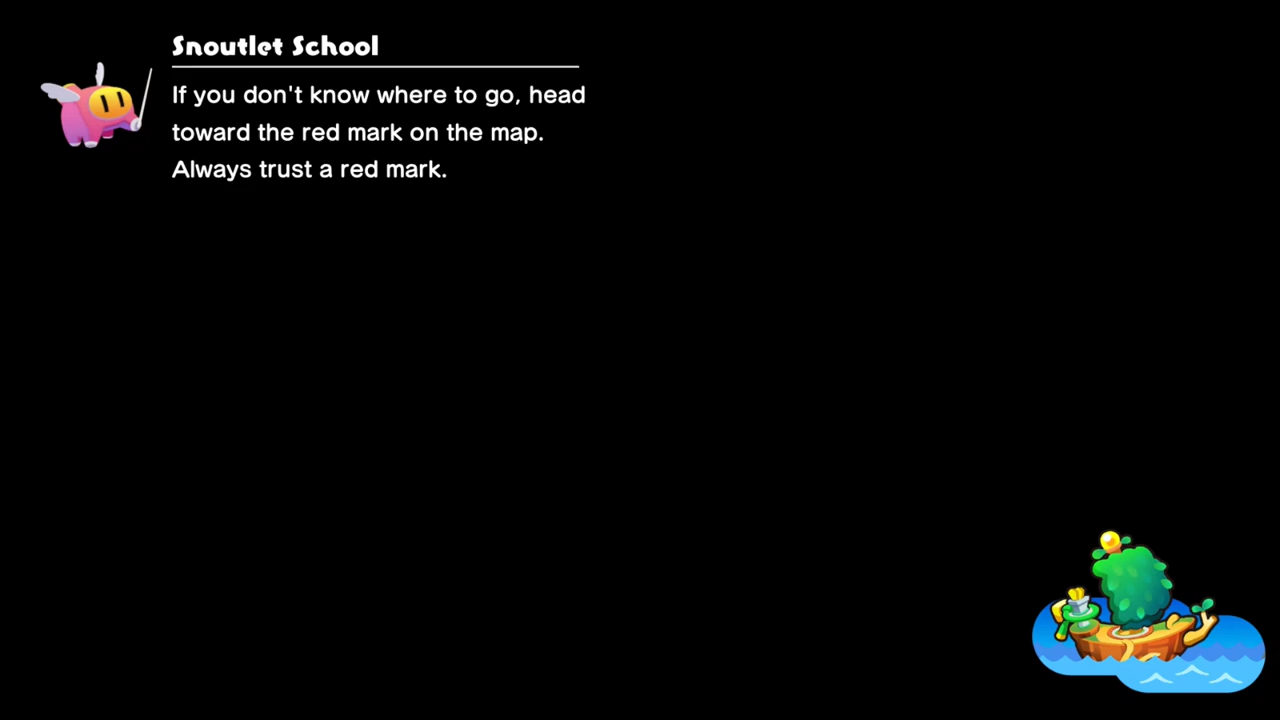 Snoutlet School
If you don't know where to go, head
toward the red mark on the map.
Always trust a red mark.